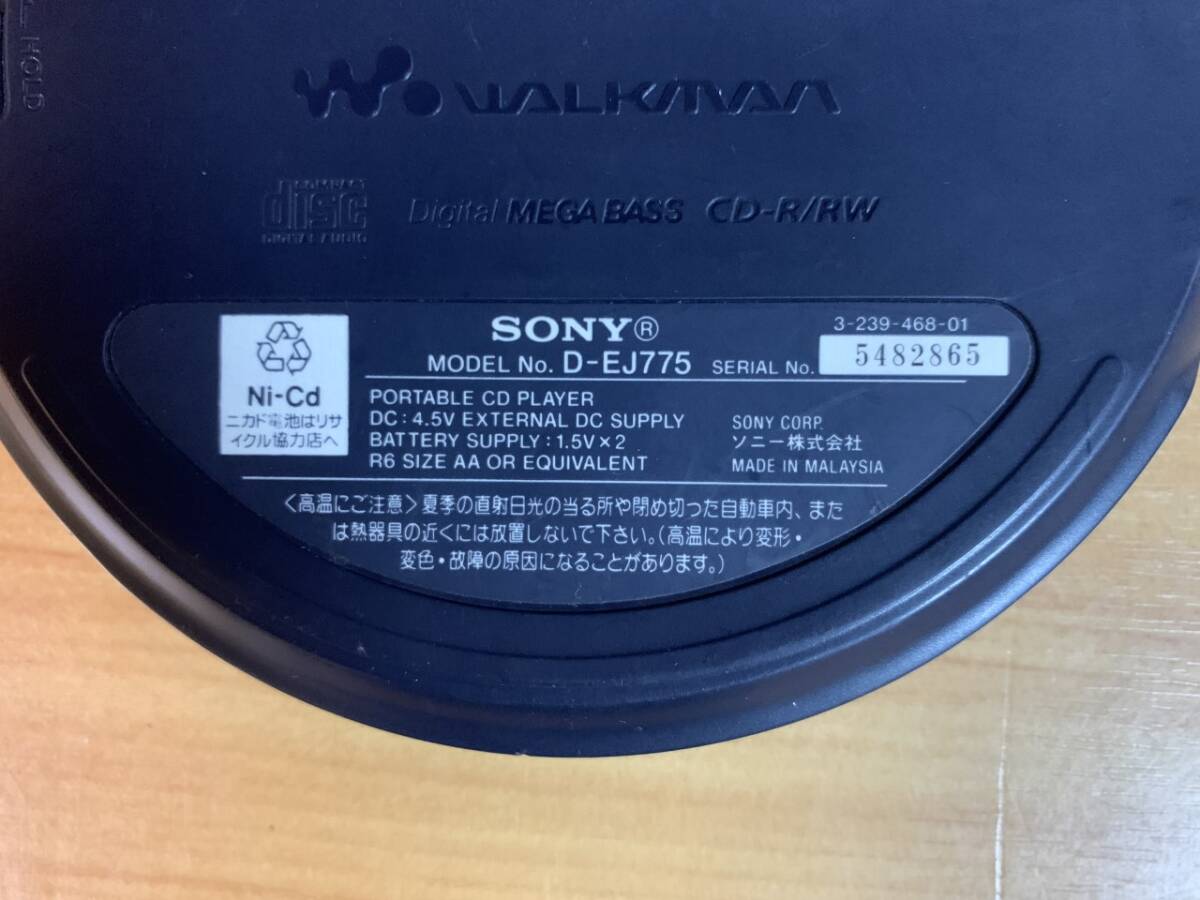 HOLD
WALKMAN
COMPACT
disc
DIGITAL AUDIO
Digital MEGA BASS CD-R/RW
Ni-Cd
ニカド電池はリサ
イクル協力店へ
SONY®
MODEL No. D-EJ775
3-239-468-01
SERIAL No. 5482865
PORTABLE CD PLAYER
DC: 4.5V EXTERNAL DC SUPPLY
BATTERY SUPPLY: 1.5V×2
R6 SIZE AA OR EQUIVALENT
SONY CORP.
ソニー株式会社
MADE IN MALAYSIA
〈高温にご注意〉夏季の直射日光の当る所や閉め切った自動車内、また
は熱器具の近くには放置しないで下さい。(高温により変形・
変色・故障の原因になることがあります。)